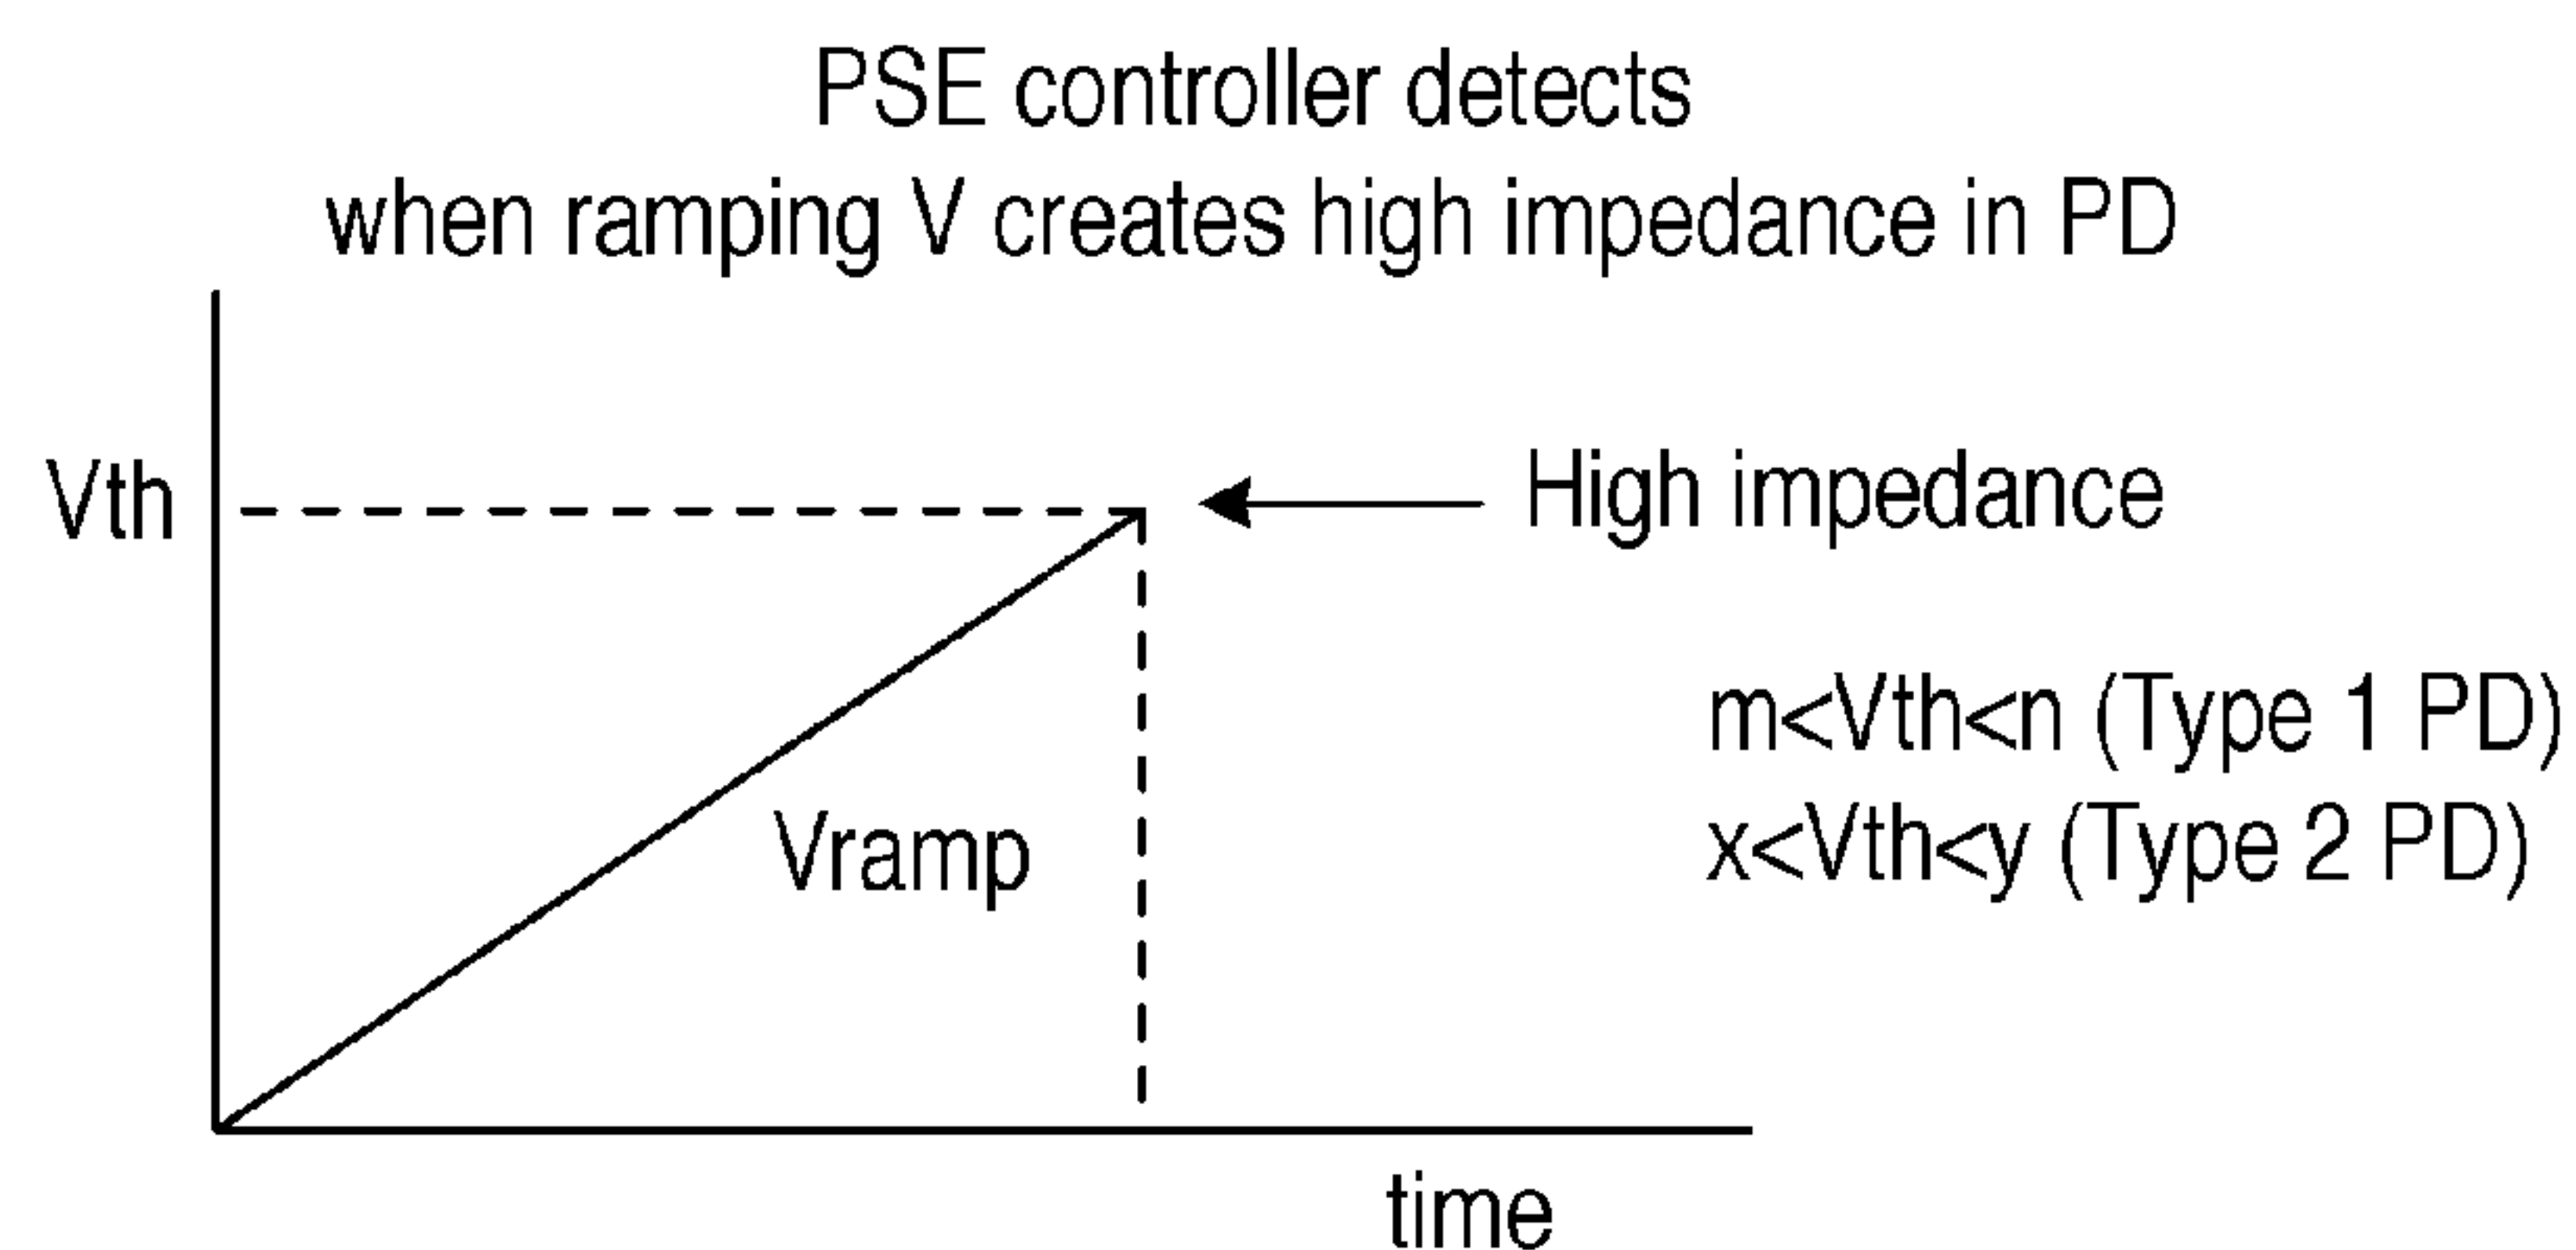 PSE controller detects
when ramping V creates high impedance in PD
Vth
High impedance
m<Vth<n (Type 1 PD)
x<Vth<y (Type 2 PD)
Vramp
time